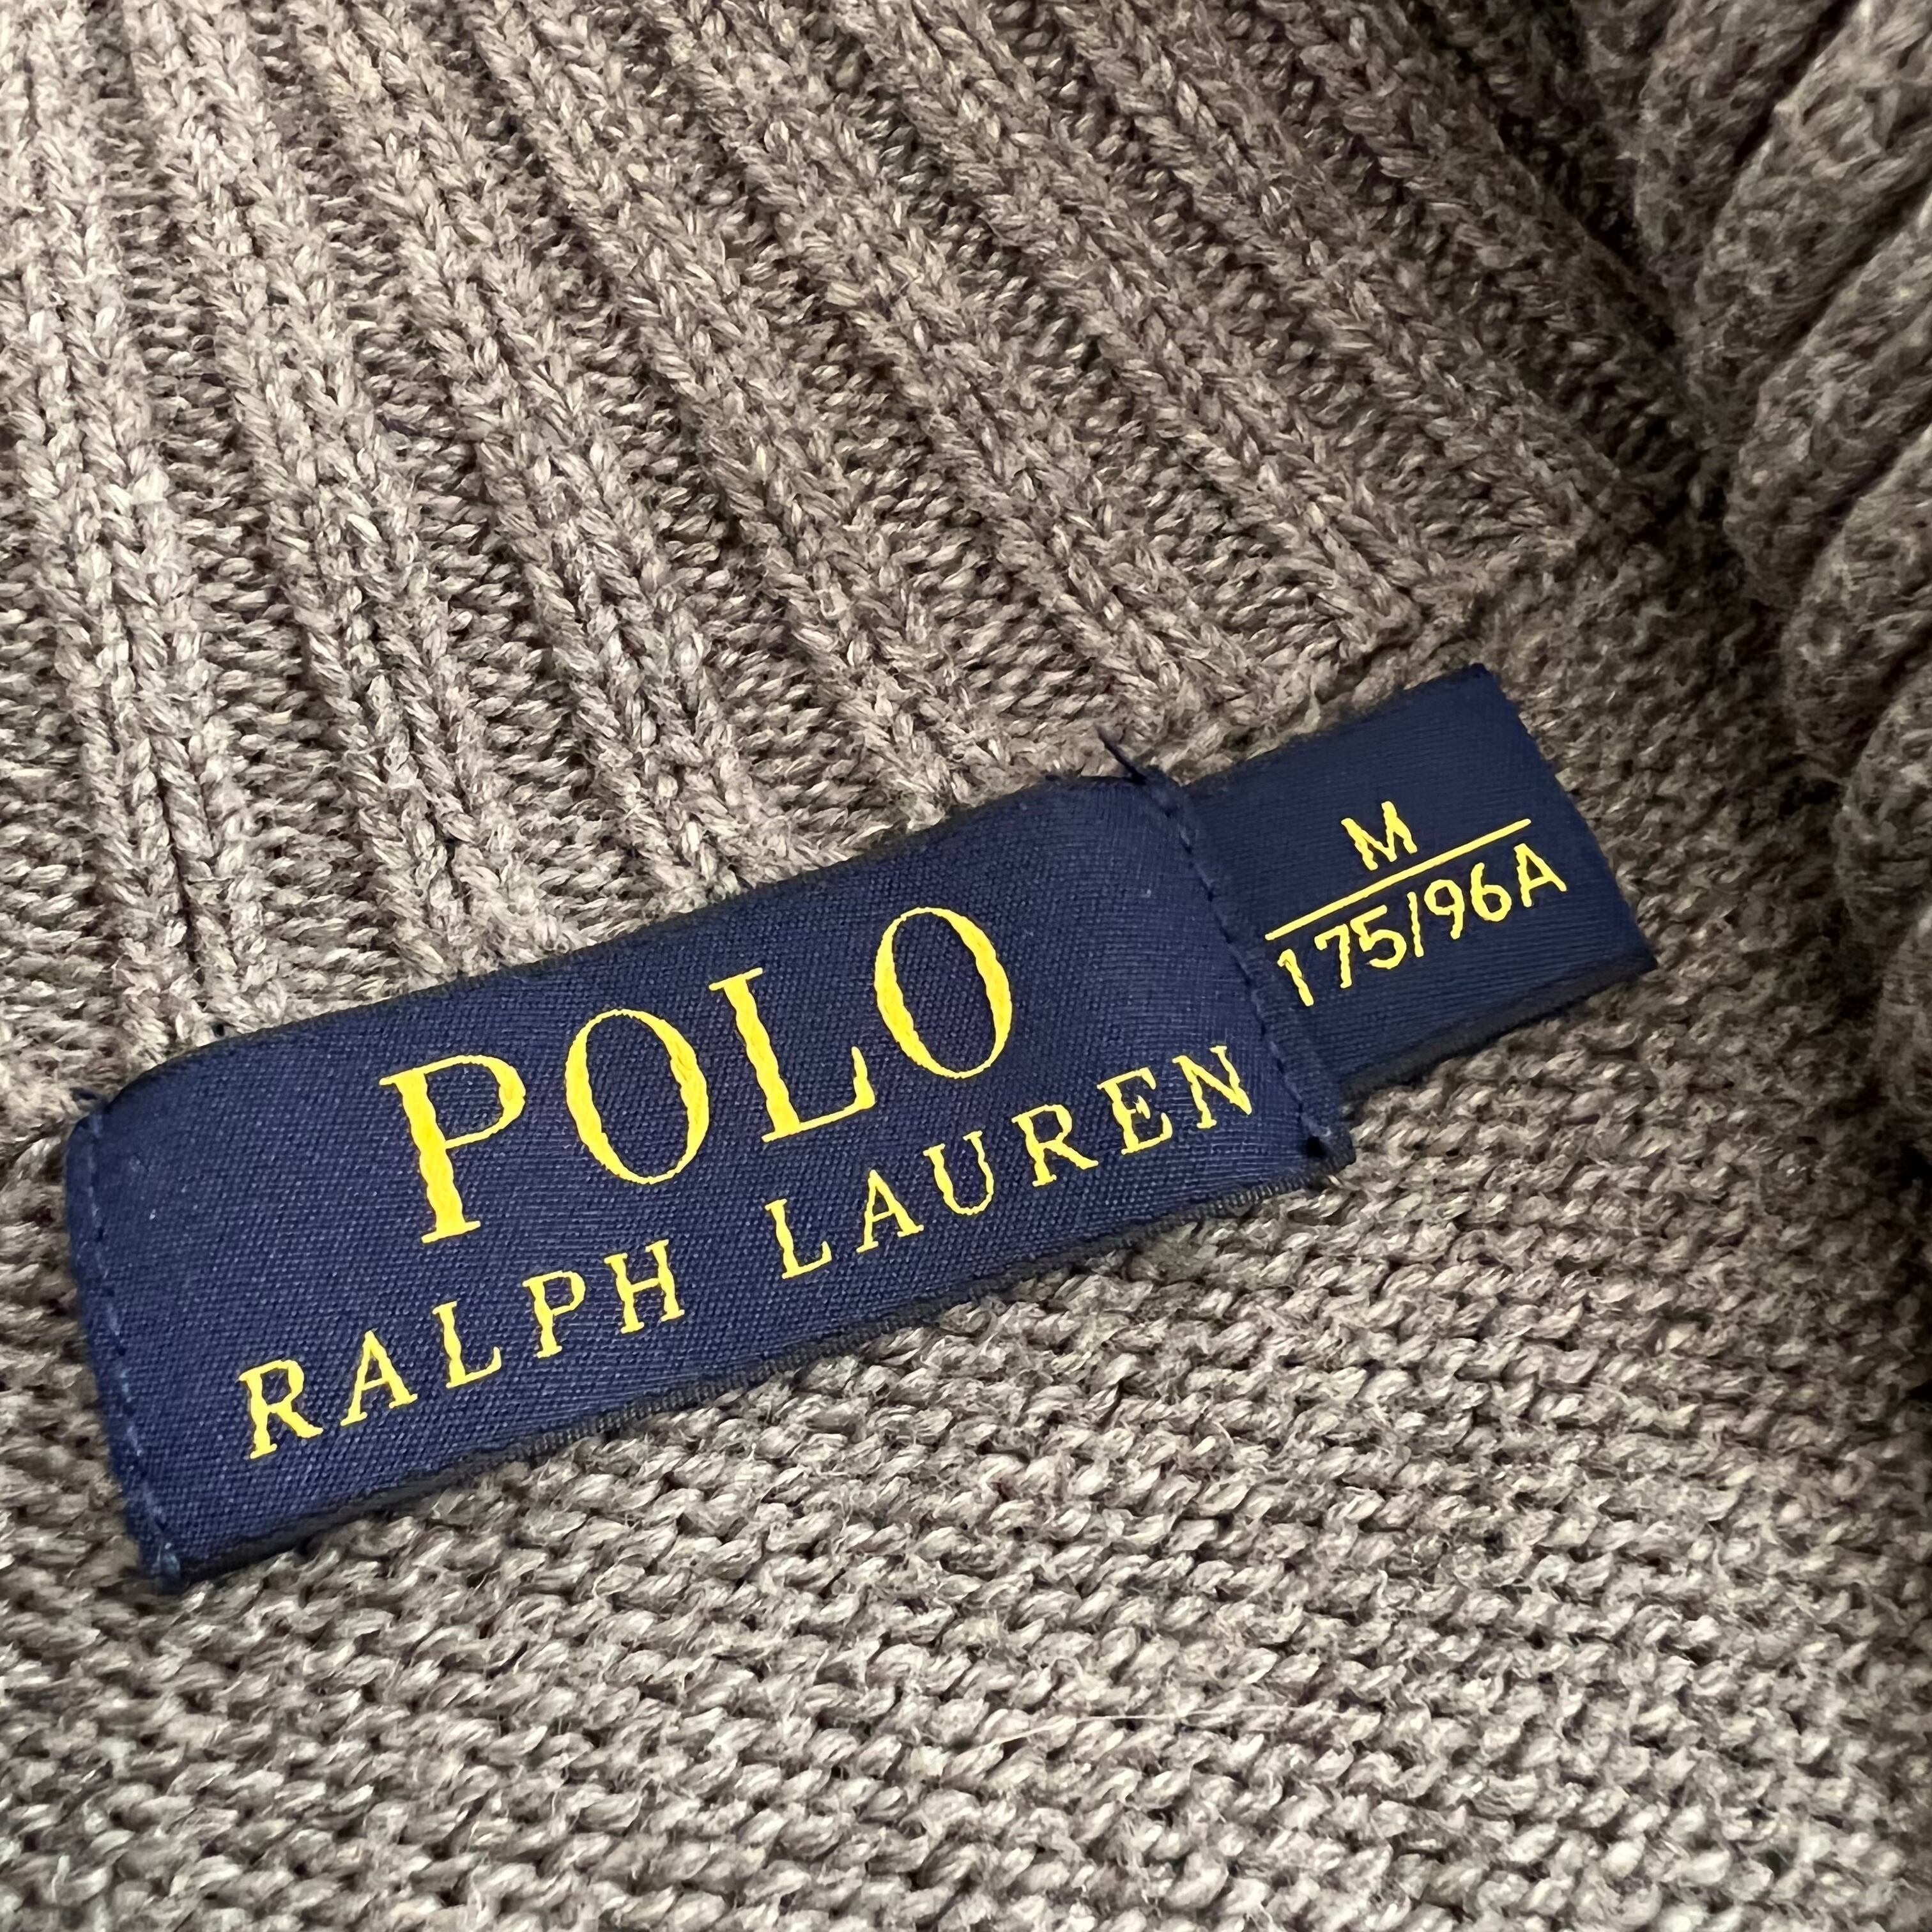 POLO
RALPH LAUREN
M
175/96A